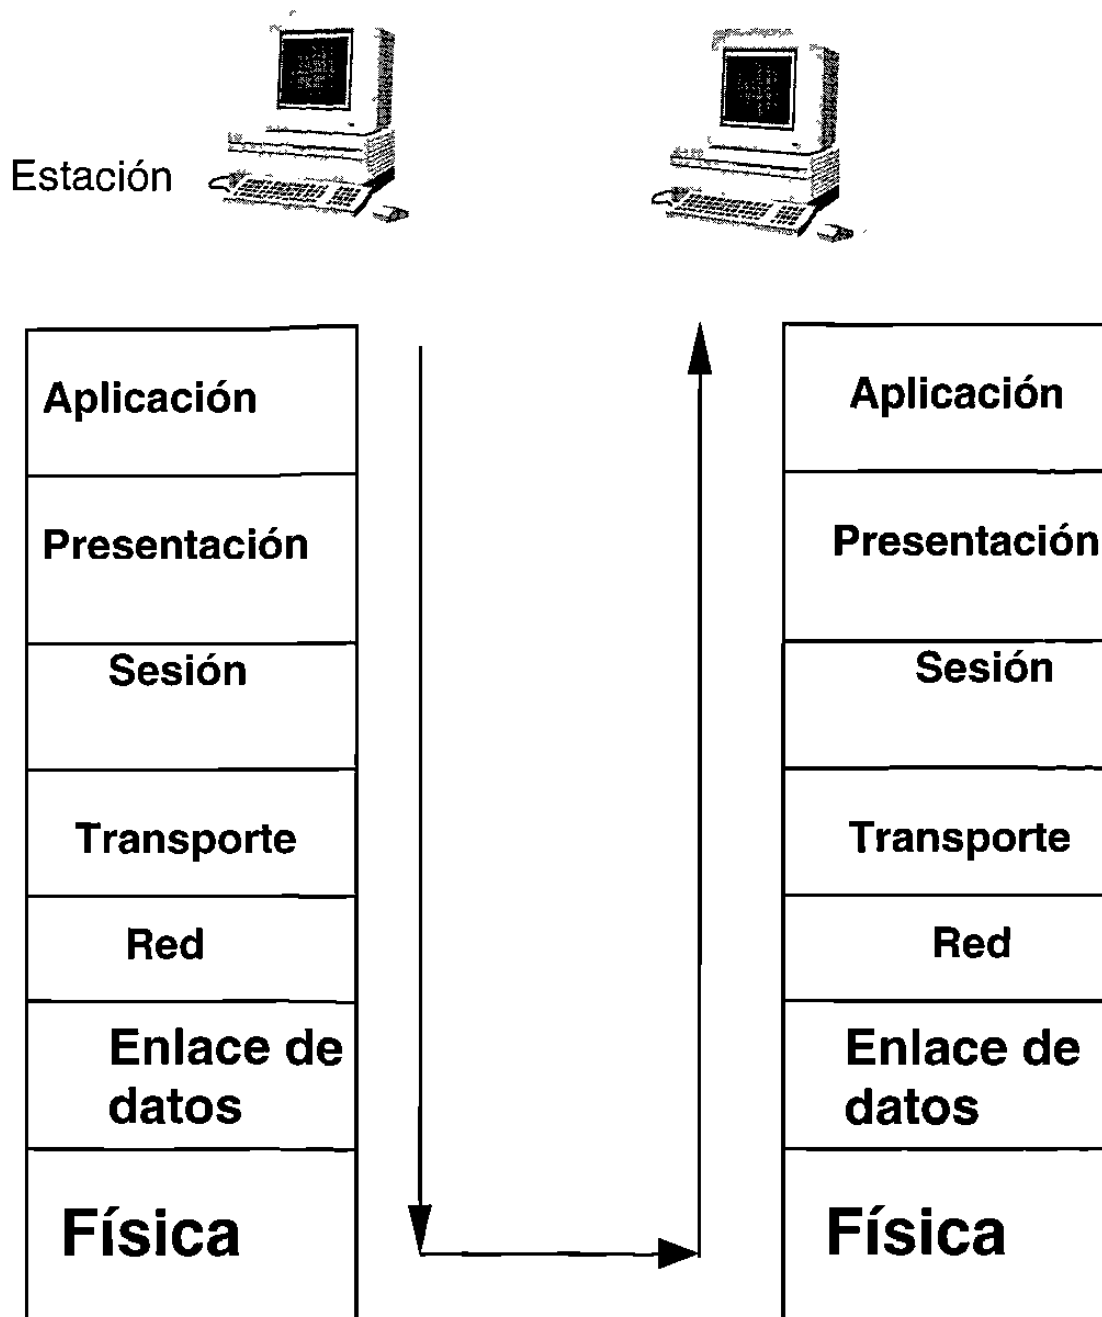 Estación
Aplicación
Presentación
Sesión
Transporte
Red
Enlace de
datos
Física
Aplicación
Presentación
Sesión
Transporte
Red
Enlace de
datos
Física